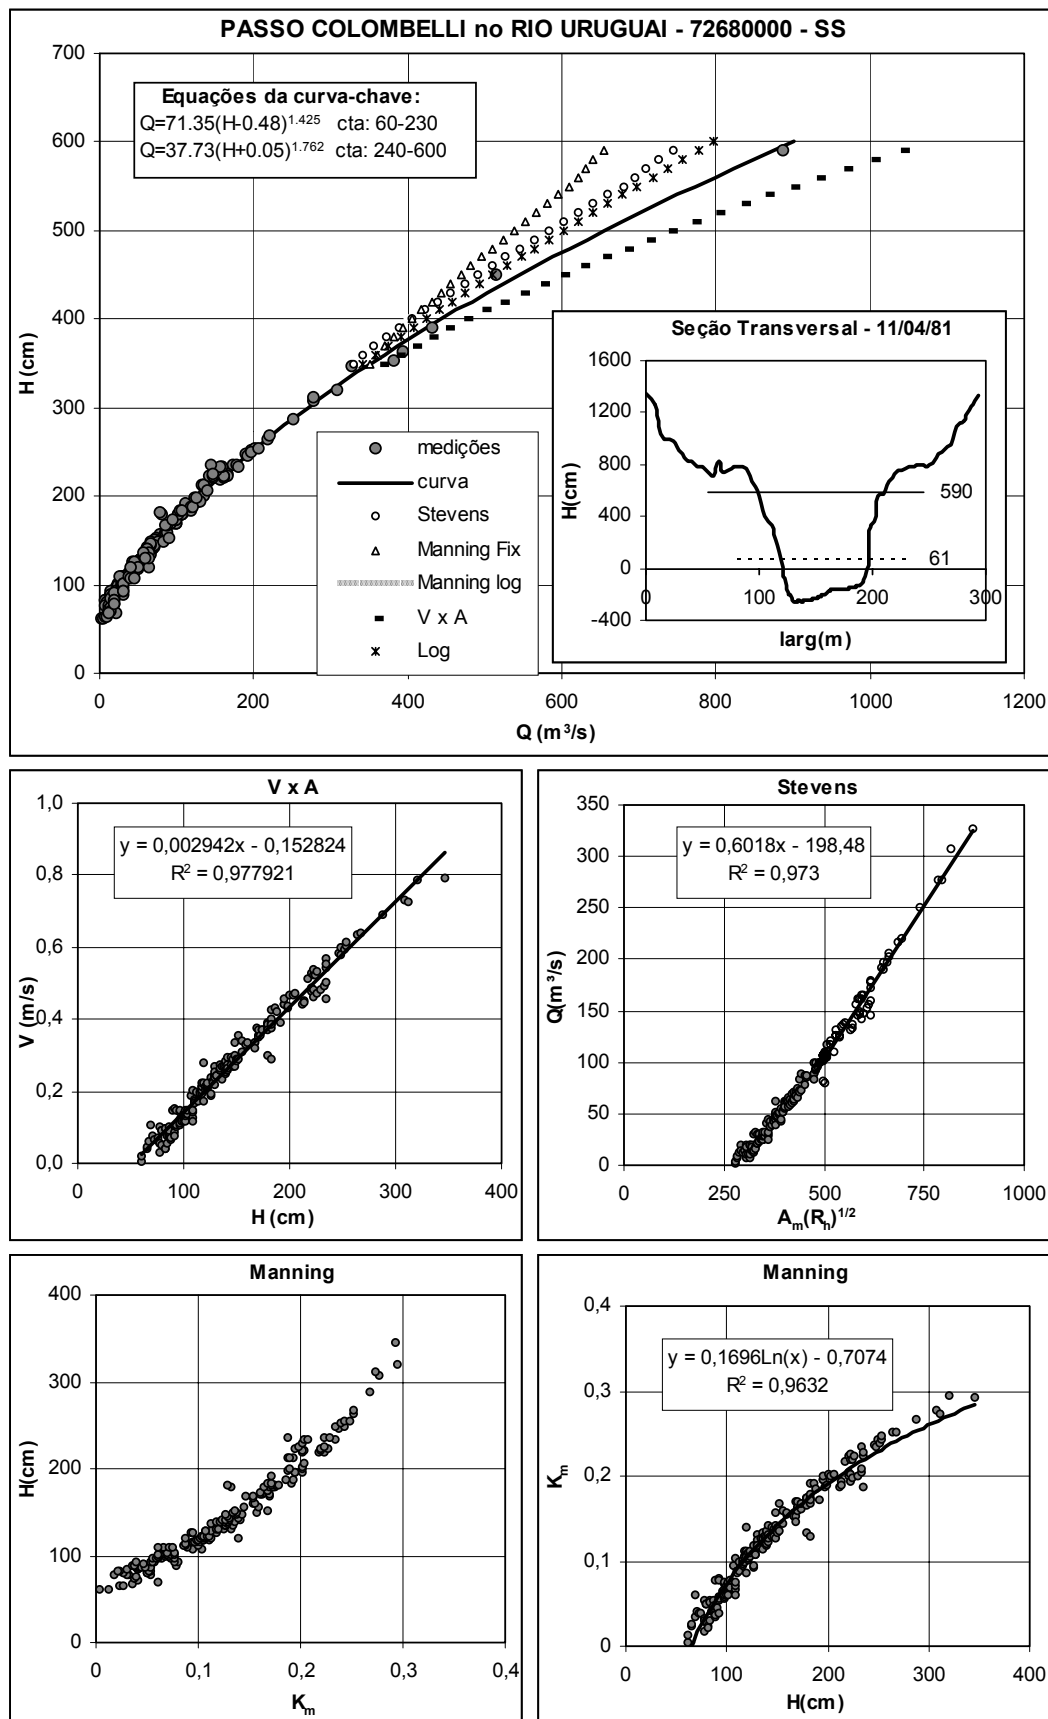 PASSO COLOMBELLI no RIO URUGUAI - 72680000 - SS
700
600
500
400
300
200
100
0
H (cm)
Equações da curva-chave:
Q=71.35(H-0.48)^1.425 cta: 60-230
Q=37.73(H+0.05)^1.762 cta: 240-600
medições
curva
Stevens
Manning Fix
Manning log
V x A
Log
Seção Transversal - 11/04/81
1600
1200
800
400
0
-400
H(cm)
590
61
0 100 200 300
larg(m)
0 200 400 600 800 1000 1200
Q (m³/s)
V x A
1,0
0,8
0,6
0,4
0,2
0,0
V (m/s)
y = 0,002942x - 0,152824
R² = 0,977921
0 100 200 300 400
H (cm)
Stevens
350
300
250
200
150
100
50
0
Q(m³/s)
y = 0,6018x - 198,48
R² = 0,973
0 250 500 750 1000
Aₘ(Rₕ)^1/2
Manning
400
300
200
100
0
H(cm)
0 0,1 0,2 0,3 0,4
Kₘ
Manning
0,4
0,3
0,2
0,1
0
Kₘ
y = 0,1696Ln(x) - 0,7074
R² = 0,9632
0 100 200 300 400
H(cm)